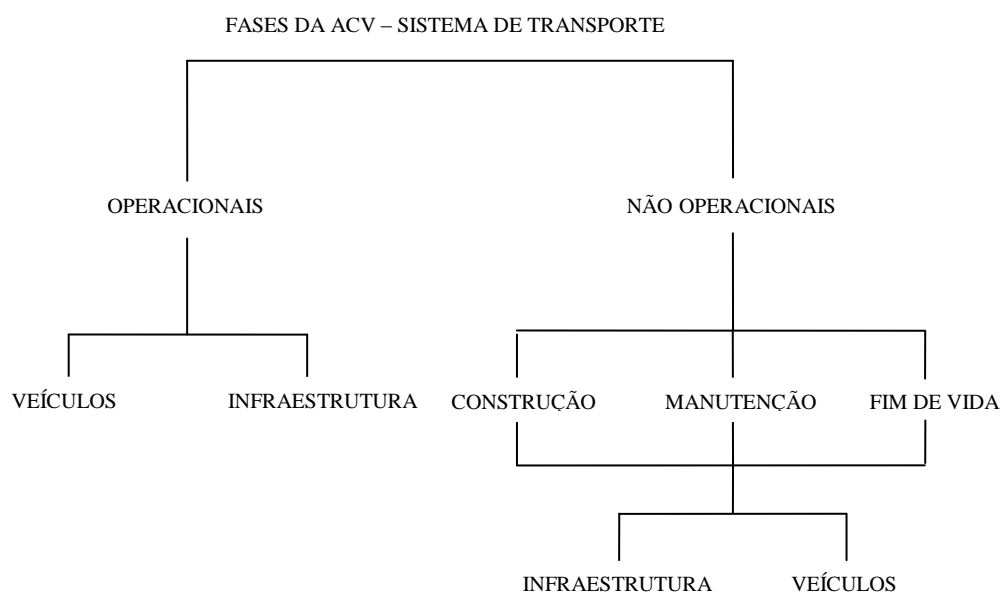 FASES DA ACV – SISTEMA DE TRANSPORTE
OPERACIONAIS
NÃO OPERACIONAIS
VEÍCULOS
INFRAESTRUTURA
CONSTRUÇÃO
MANUTENÇÃO
FIM DE VIDA
INFRAESTRUTURA
VEÍCULOS